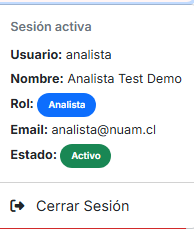 Sesión activa
Usuario: analista
Nombre: Analista Test Demo
Rol: Analista
Email: analista@nuam.cl
Estado: Activo
Cerrar Sesión